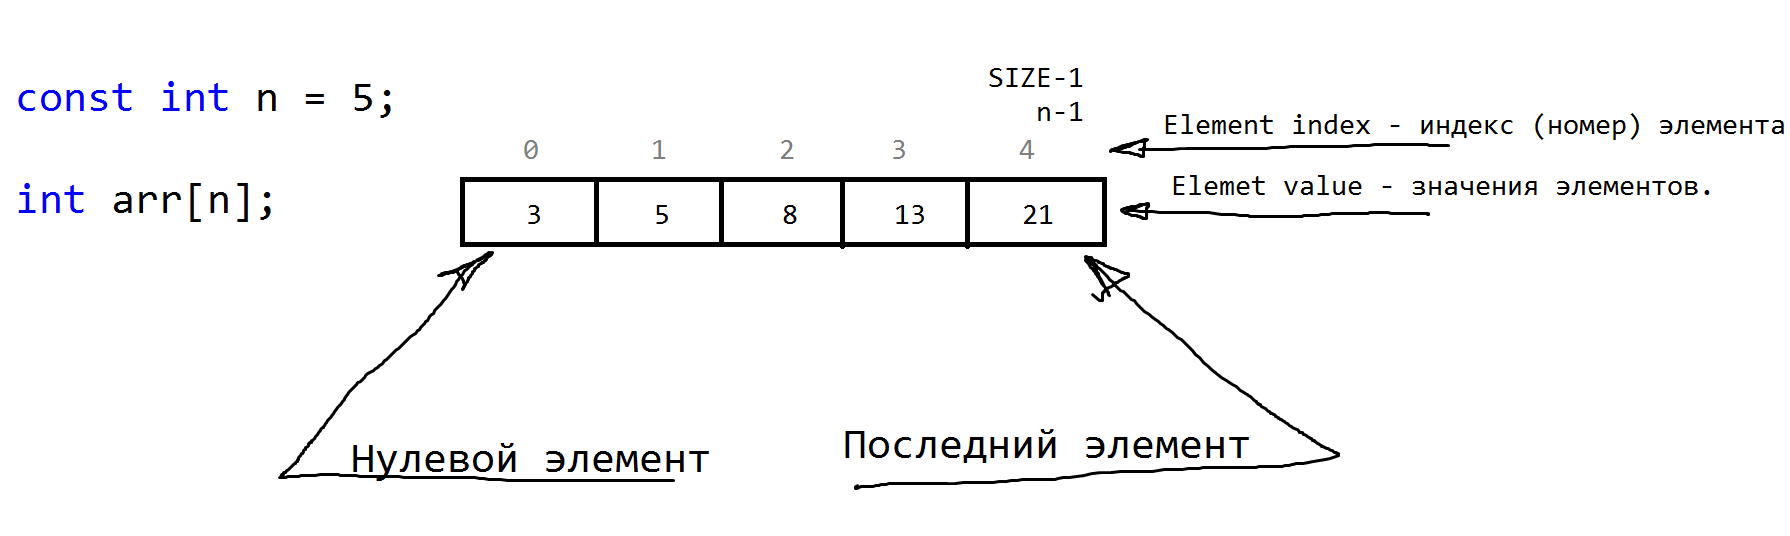 const int n = 5;
int arr[n];
SIZE-1
n-1
0 1 2 3 4
3 5 8 13 21
Element index - индекс (номер) элемента
Elemet value - значения элементов.
Нулевой элемент
Последний элемент